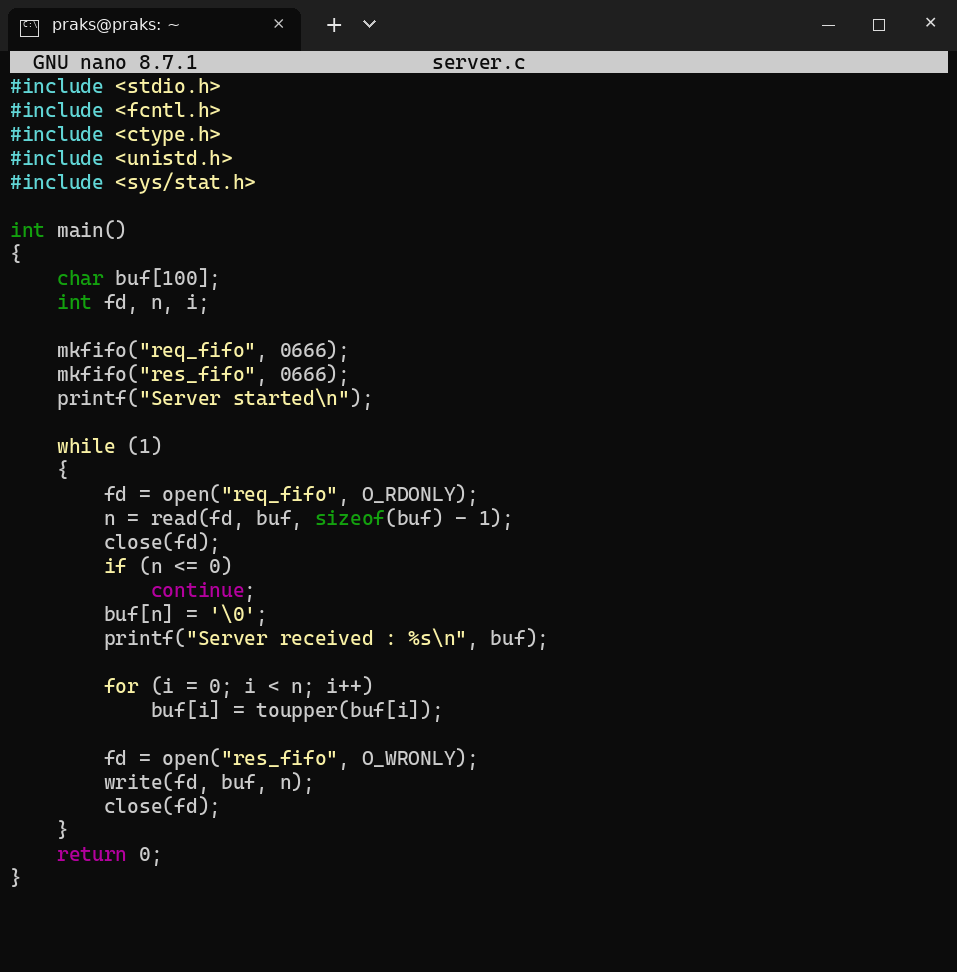 praks@praks: ~
GNU nano 8.7.1 server.c
#include <stdio.h>
#include <fcntl.h>
#include <ctype.h>
#include <unistd.h>
#include <sys/stat.h>

int main()
{
    char buf[100];
    int fd, n, i;

    mkfifo("req_fifo", 0666);
    mkfifo("res_fifo", 0666);
    printf("Server started\n");

    while (1)
    {
        fd = open("req_fifo", O_RDONLY);
        n = read(fd, buf, sizeof(buf) - 1);
        close(fd);
        if (n <= 0)
            continue;
        buf[n] = '\0';
        printf("Server received : %s\n", buf);

        for (i = 0; i < n; i++)
            buf[i] = toupper(buf[i]);

        fd = open("res_fifo", O_WRONLY);
        write(fd, buf, n);
        close(fd);
    }
    return 0;
}